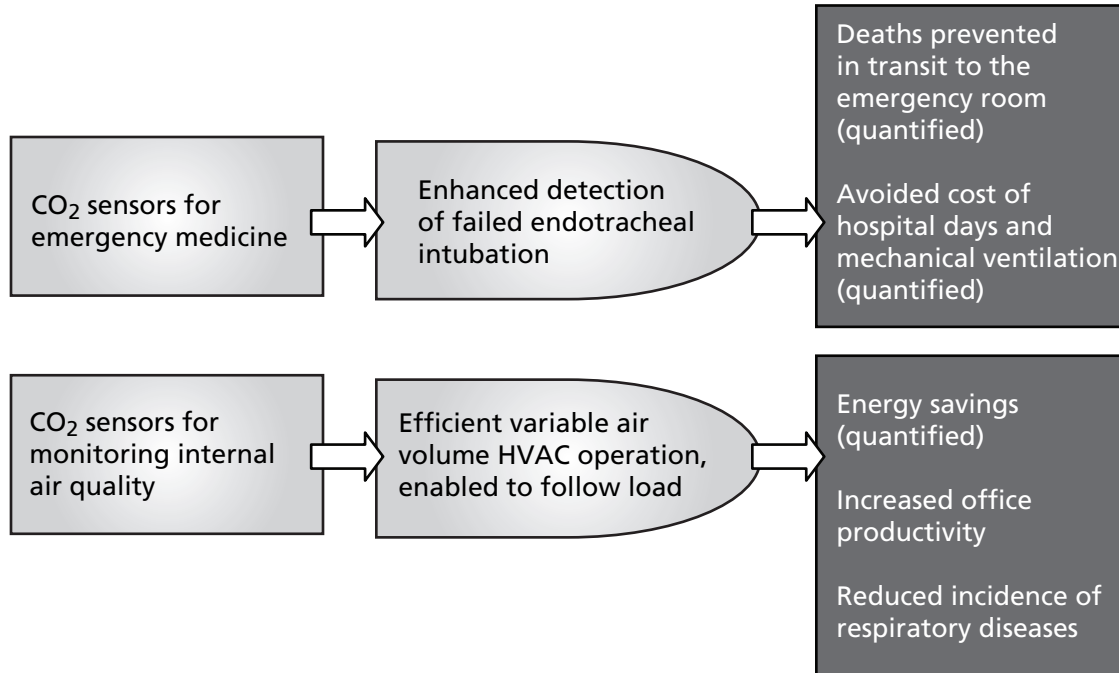 CO₂ sensors for
emergency medicine
Enhanced detection
of failed endotracheal
intubation
Deaths prevented
in transit to the
emergency room
(quantified)
Avoided cost of
hospital days and
mechanical ventilation
(quantified)
CO₂ sensors for
monitoring internal
air quality
Efficient variable air
volume HVAC operation,
enabled to follow load
Energy savings
(quantified)
Increased office
productivity
Reduced incidence of
respiratory diseases